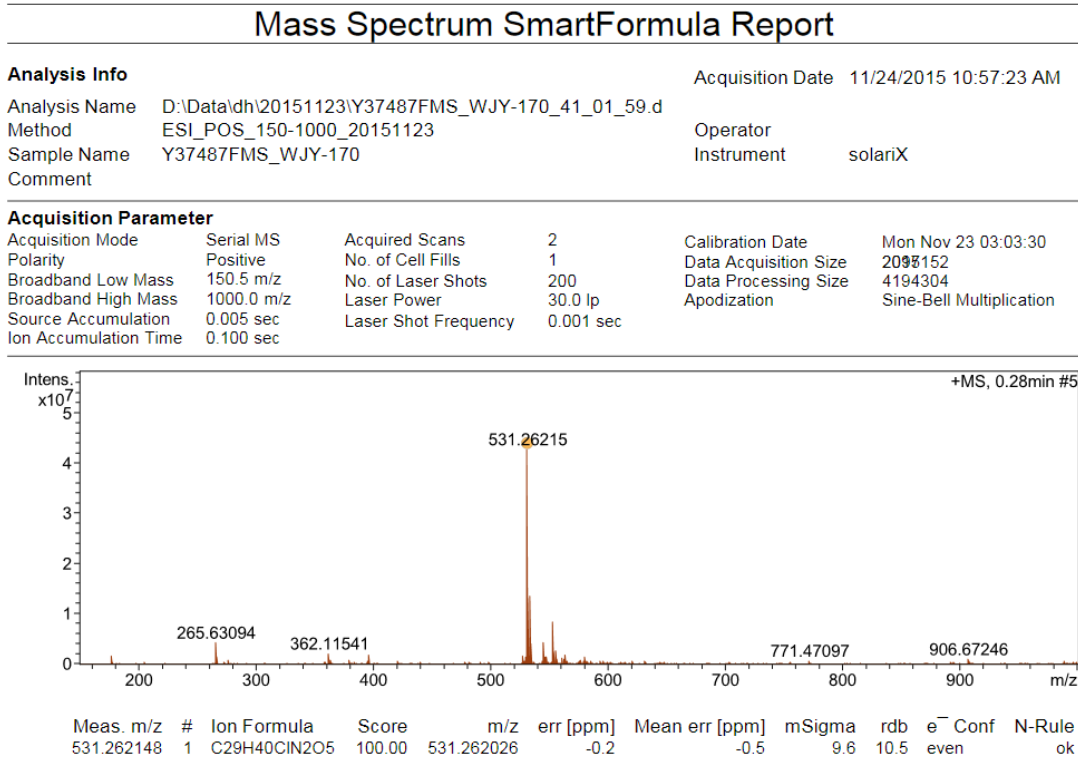 Mass Spectrum SmartFormula Report
Analysis Info
Acquisition Date 11/24/2015 10:57:23 AM
Analysis Name D:\Data\dh\20151123\Y37487FMS_WJY-170_41_01_59.d
Method ESI_POS_150-1000_20151123
Operator
Sample Name Y37487FMS_WJY-170
Instrument solariX
Comment
Acquisition Parameter
Acquisition Mode Serial MS Acquired Scans 2 Calibration Date Mon Nov 23 03:03:30
Polarity Positive No. of Cell Fills 1 Data Acquisition Size
Broadband Low Mass 150.5 m/z No. of Laser Shots 200 Data Processing Size 4194304
Broadband High Mass 1000.0 m/z Laser Power 30.0 lp Apodization Sine-Bell Multiplication
Source Accumulation 0.005 sec Laser Shot Frequency 0.001 sec
Ion Accumulation Time 0.100 sec
Intens.
x10^7
+MS, 0.28min #5
5
531.26215
4
3
2
1
265.63094
362.11541
771.47097
906.67246
0
200 300 400 500 600 700 800 900 m/z
Meas. m/z # Ion Formula Score m/z err [ppm] Mean err [ppm] mSigma rdb e⁻ Conf N-Rule
531.262148 1 C29H40ClN2O5 100.00 531.262026 -0.2 -0.5 9.6 10.5 even ok